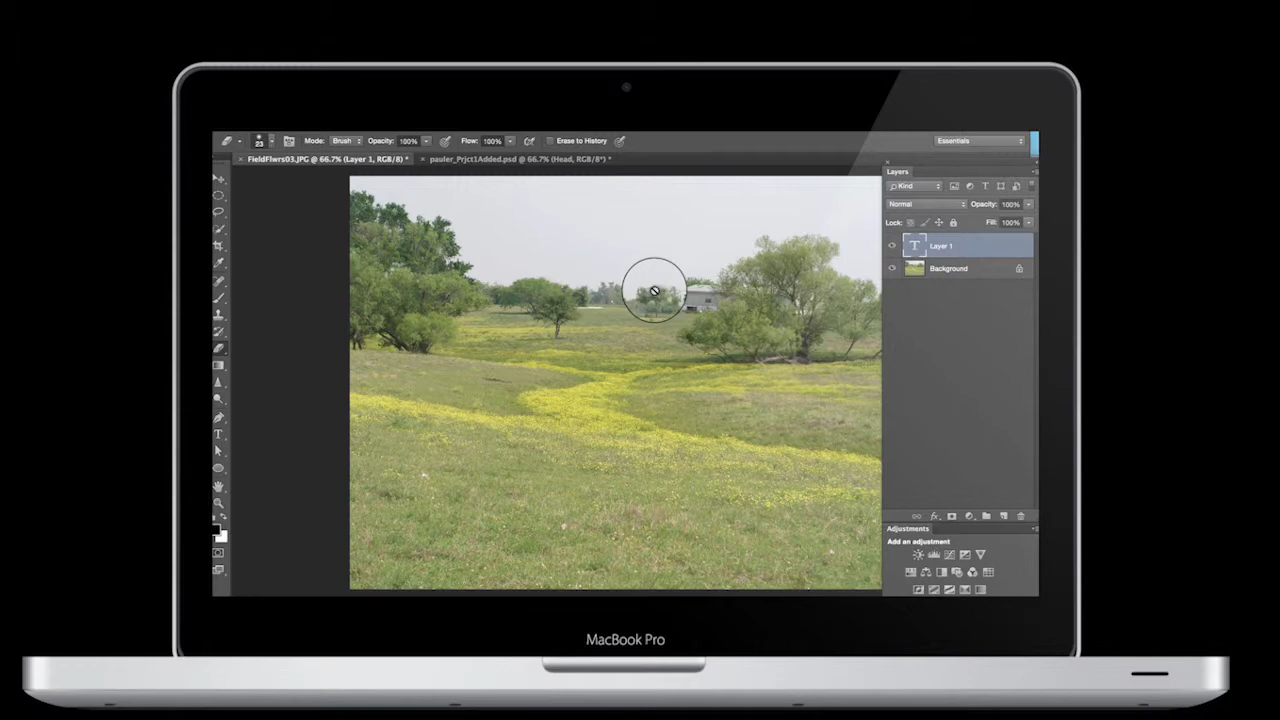 23 Mode: Brush Opacity: 100% Flow: 100% Erase to History Essentials
FieldFlwrs03.JPG @ 66.7% (Layer 1, RGB/8) * pauler_Prjct1Added.psd @ 66.7% (Head, RGB/8*) *
Layers
Kind
Normal Opacity: 100%
Lock: Fill: 100%
T Layer 1
Background
Adjustments
Add an adjustment
MacBook Pro